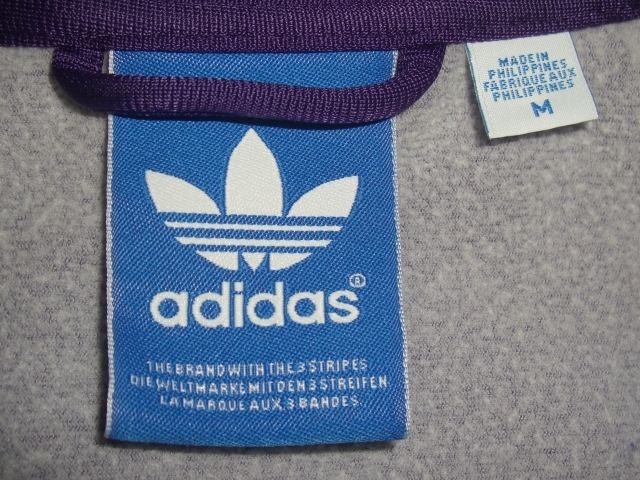 MADE IN
PHILIPPINES
FABRIQUE AUX
PHILIPPINES
M
adidas®
THE BRAND WITH THE 3 STRIPES
DIE WELTMARKE MIT DEN 3 STREIFEN
LA MARQUE AUX 3 BANDES.